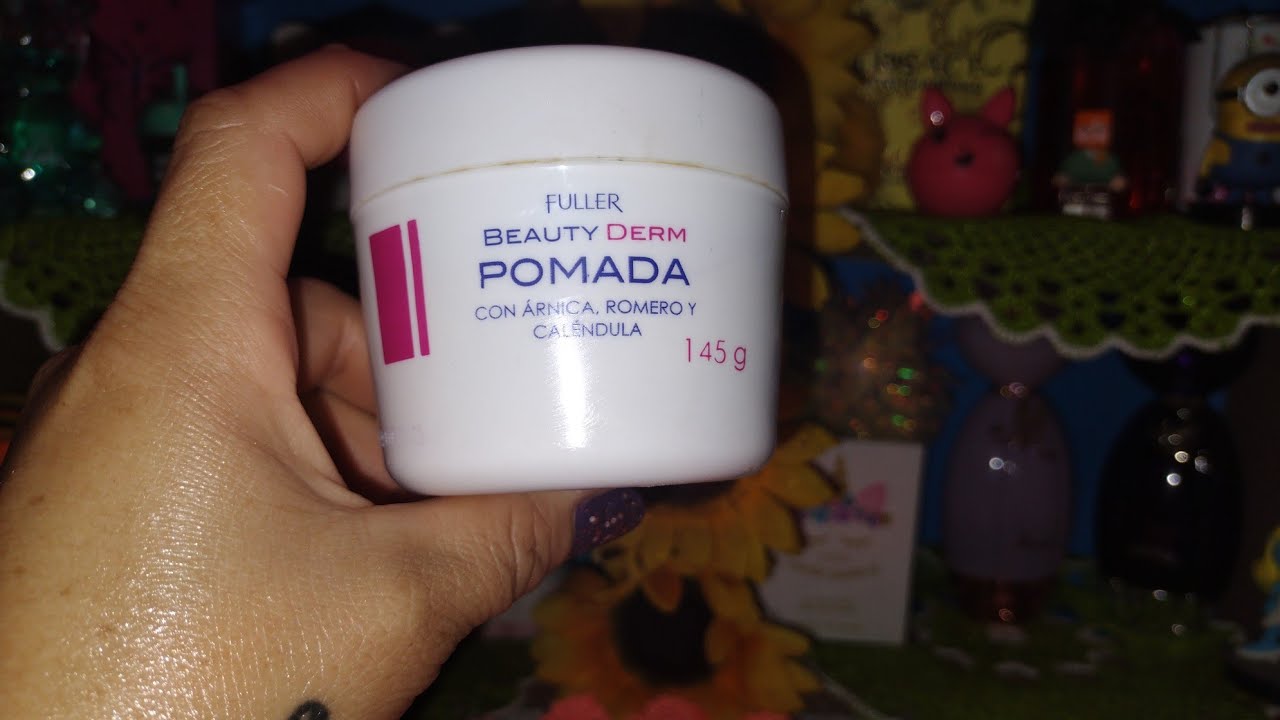 FULLER
BEAUTY DERM
POMADA
CON ÁRNICA, ROMERO Y
CALÉNDULA
145 g